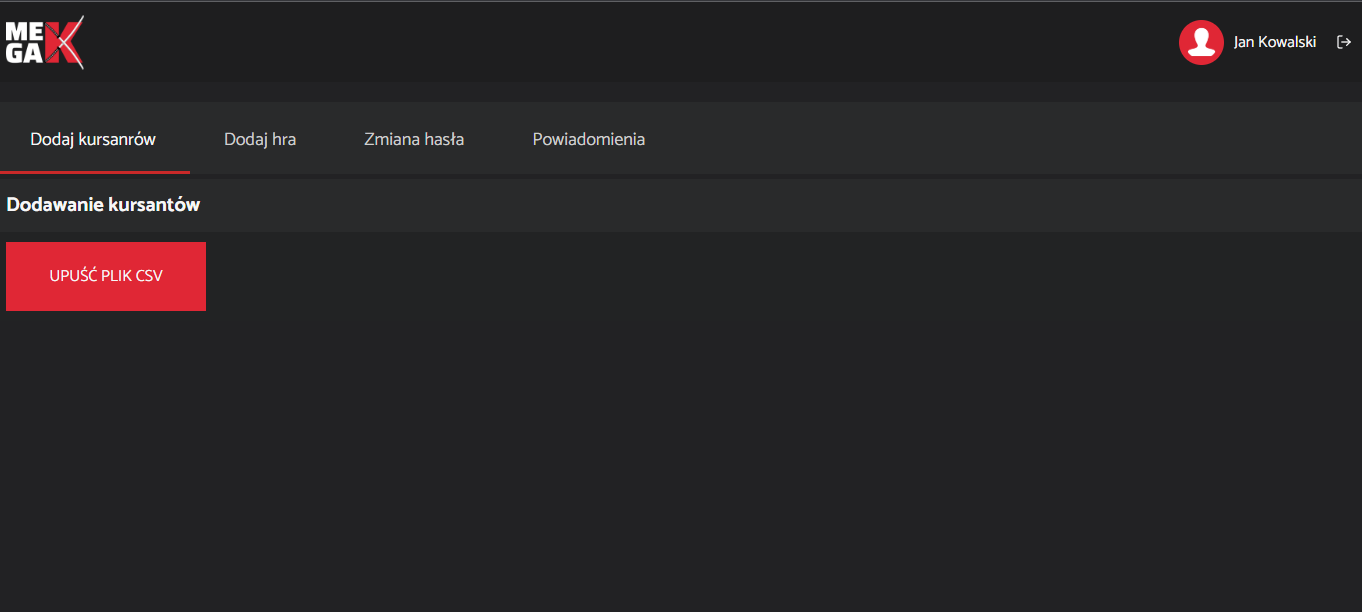 MEGAK
Jan Kowalski
Dodaj kursanrów
Dodaj hra
Zmiana hasła
Powiadomienia
Dodawanie kursantów
UPUŚĆ PLIK CSV